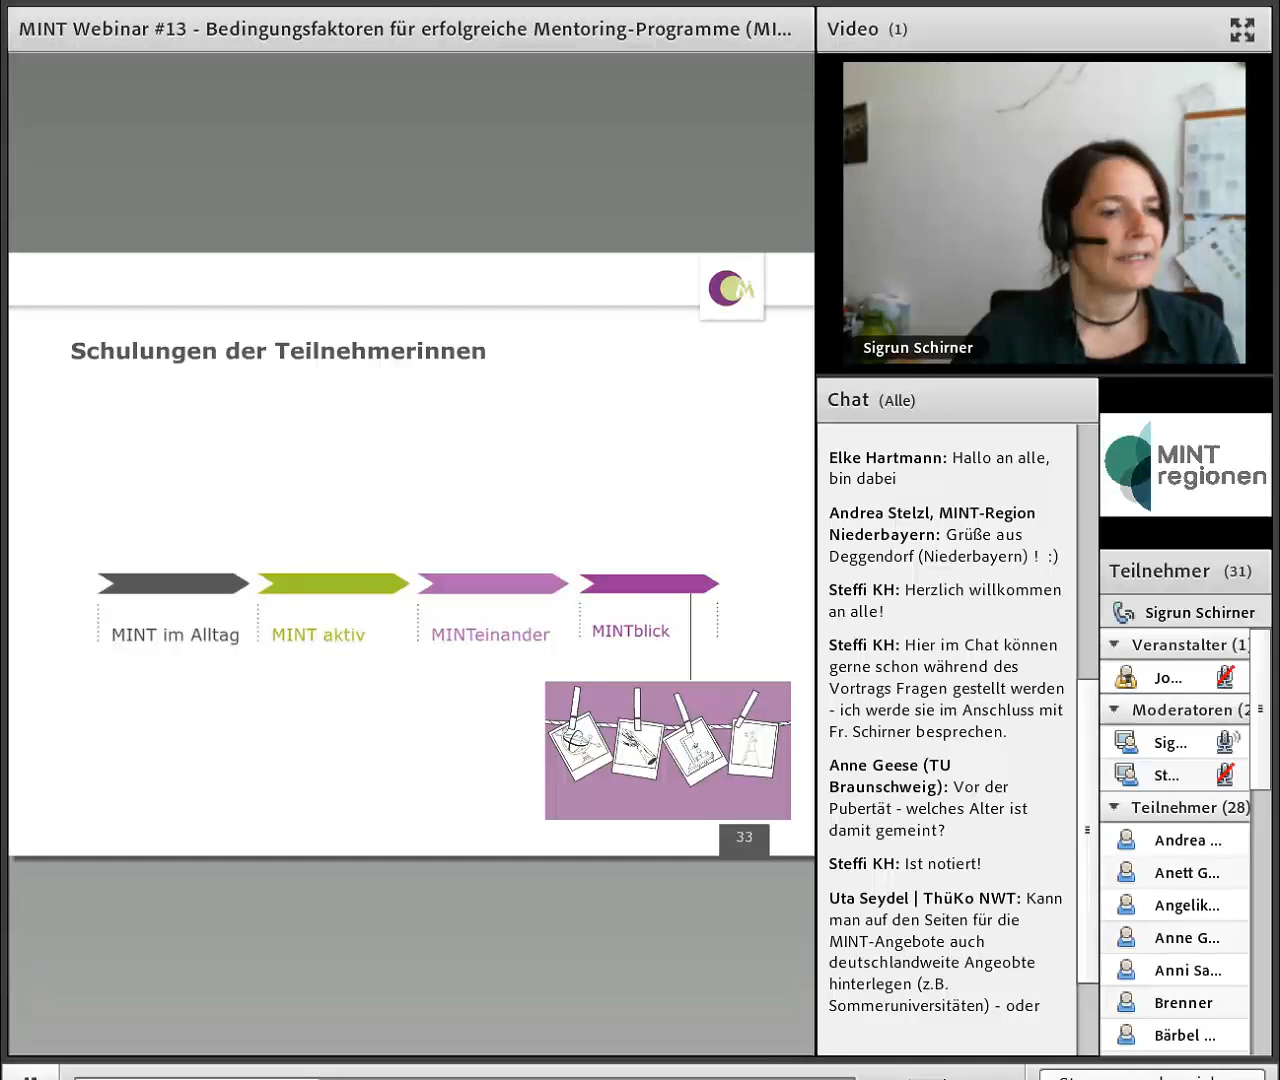 MINT Webinar #13 - Bedingungsfaktoren für erfolgreiche Mentoring-Programme (MI...
Video (1)
Sigrun Schirner
Schulungen der Teilnehmerinnen
MINT im Alltag
MINT aktiv
MINTeinander
MINTblick
33
Chat (Alle)
Elke Hartmann: Hallo an alle,
bin dabei
Andrea Stelzl, MINT-Region
Niederbayern: Grüße aus
Deggendorf (Niederbayern) ! :)
Steffi KH: Herzlich willkommen
an alle!
Steffi KH: Hier im Chat können
gerne schon während des
Vortrags Fragen gestellt werden
- ich werde sie im Anschluss mit
Fr. Schirner besprechen.
Anne Geese (TU
Braunschweig): Vor der
Pubertät - welches Alter ist
damit gemeint?
Steffi KH: Ist notiert!
Uta Seydel | ThüKo NWT: Kann
man auf den Seiten für die
MINT-Angebote auch
deutschlandweite Angeobte
hinterlegen (z.B.
Sommeruniversitäten) - oder
MINT
regionen
Teilnehmer (31)
Sigrun Schirner
Veranstalter (1)
Jo...
Moderatoren (2
Sig...
St...
Teilnehmer (28)
Andrea ...
Anett G...
Angelik...
Anne G...
Anni Sa...
Brenner
Bärbel ...